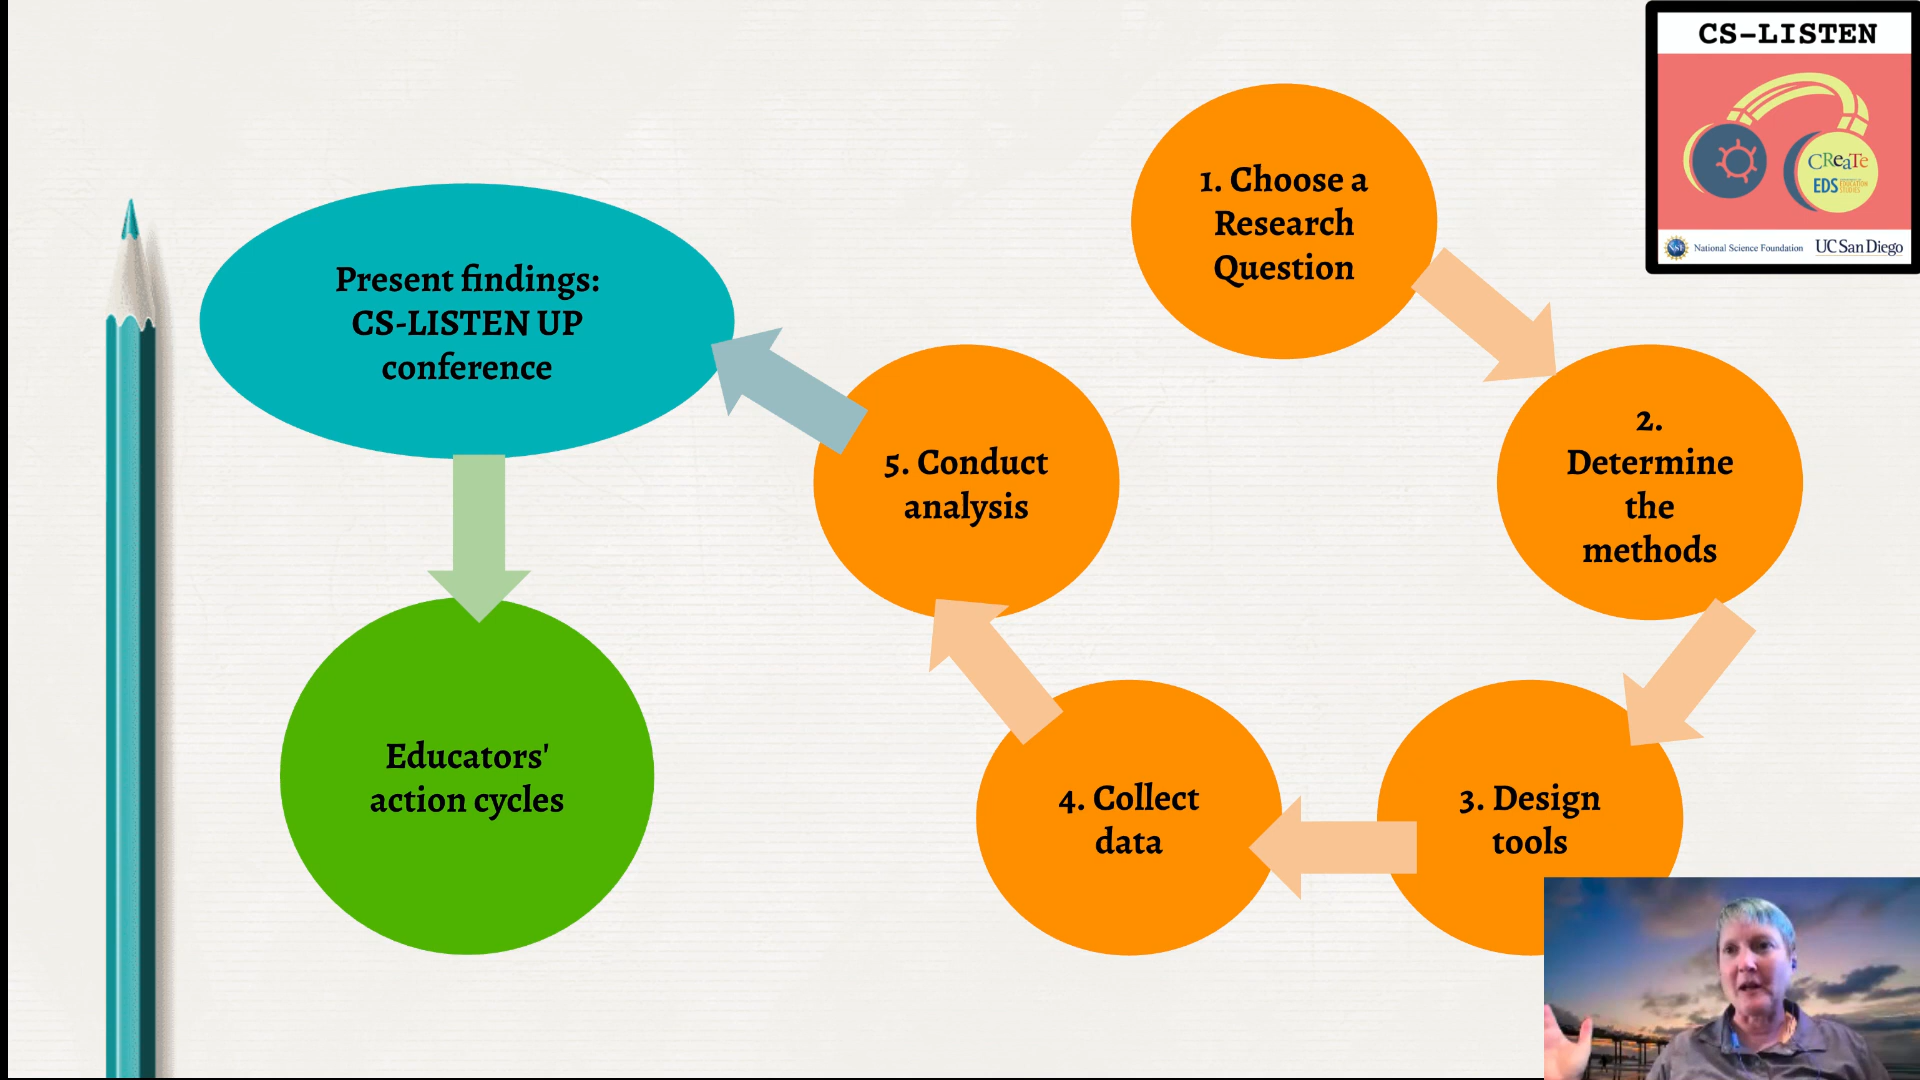 CS-LISTEN
CReaTe
EDS
National Science Foundation
UC San Diego
1. Choose a
Research
Question
2.
Determine
the
methods
3. Design
tools
4. Collect
data
5. Conduct
analysis
Present findings:
CS-LISTEN UP
conference
Educators'
action cycles